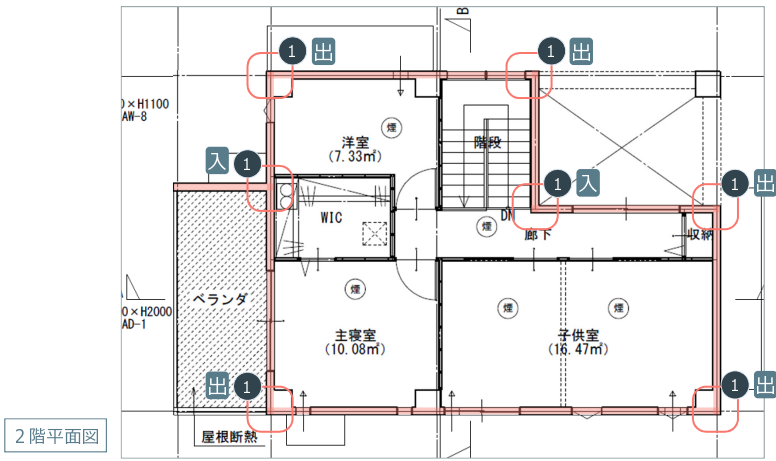 B
1 出
1 出
0×H1100
AW-8
煙
洋室
(7.33㎡)
階段
入 1
1 入
1 出
WIC
DN
煙
廊下
収納
ベランダ
0×H2000
AD-1
A
煙
煙
煙
主寝室
(10.08㎡)
子供室
(16.47㎡)
出 1
1 出
2階平面図
屋根断熱